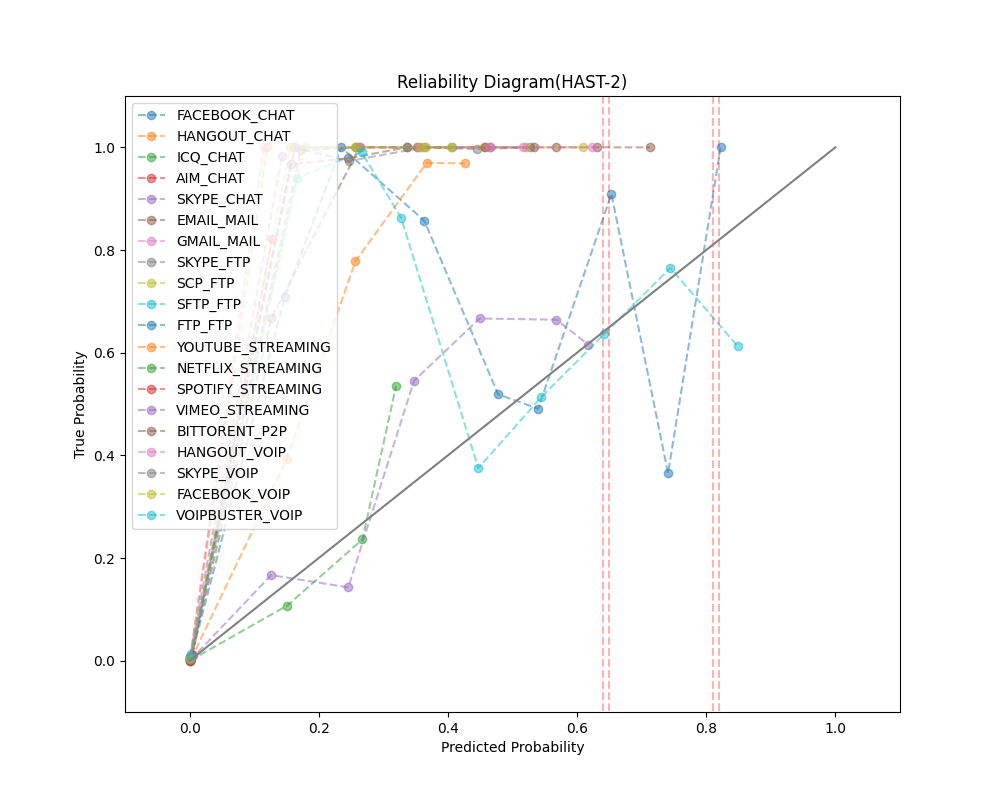 Reliability Diagram(HAST-2)
FACEBOOK_CHAT
HANGOUT_CHAT
ICQ_CHAT
AIM_CHAT
SKYPE_CHAT
EMAIL_MAIL
GMAIL_MAIL
SKYPE_FTP
SCP_FTP
SFTP_FTP
FTP_FTP
YOUTUBE_STREAMING
NETFLIX_STREAMING
SPOTIFY_STREAMING
VIMEO_STREAMING
BITTORENT_P2P
HANGOUT_VOIP
SKYPE_VOIP
FACEBOOK_VOIP
VOIPBUSTER_VOIP
True Probability
1.0
0.8
0.6
0.4
0.2
0.0
0.0 0.2 0.4 0.6 0.8 1.0
Predicted Probability